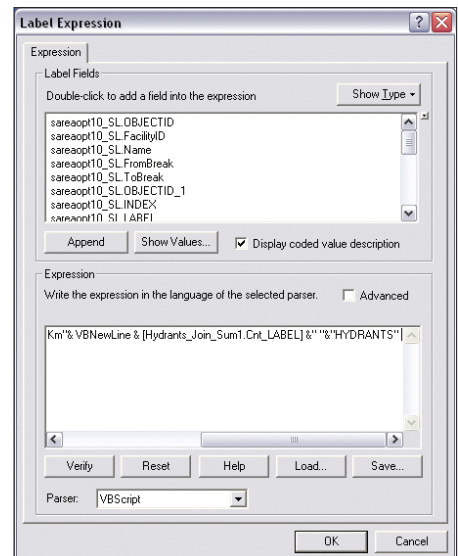 Label Expression
Expression
Label Fields
Double-click to add a field into the expression
Show Type
sareaopt10_SL.OBJECTID
sareaopt10_SL.FacilityID
sareaopt10_SL.Name
sareaopt10_SL.FromBreak
sareaopt10_SL.ToBreak
sareaopt10_SL.OBJECTID_1
sareaopt10_SL.INDEX
sareaopt10_SL.LABEL
Append
Show Values...
Display coded value description
Expression
Write the expression in the language of the selected parser.
Advanced
Km"& VBNewLine & [Hydrants_Join_Sum1.Cnt_LABEL] &" "&"HYDRANTS"
Verify
Reset
Help
Load...
Save...
Parser:
VBScript
OK
Cancel